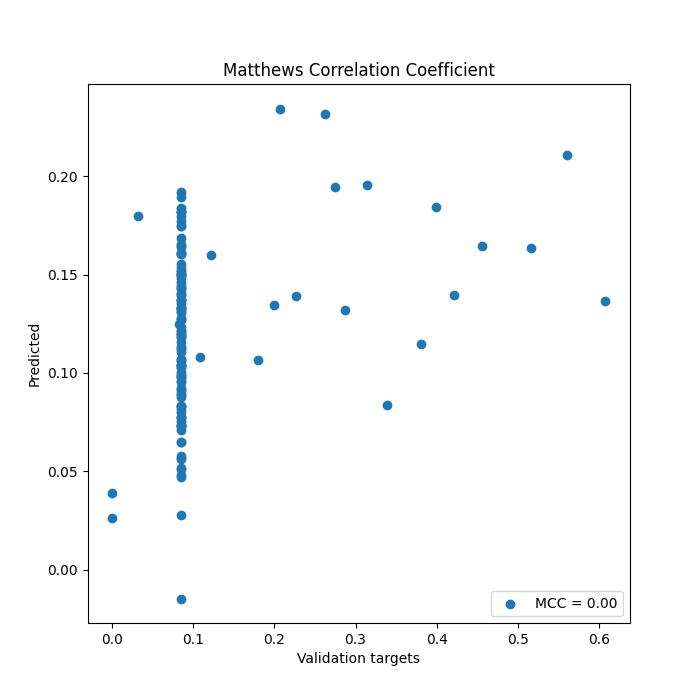 Matthews Correlation Coefficient
0.20
0.15
0.10
0.05
0.00
Predicted
MCC = 0.00
0.0 0.1 0.2 0.3 0.4 0.5 0.6
Validation targets